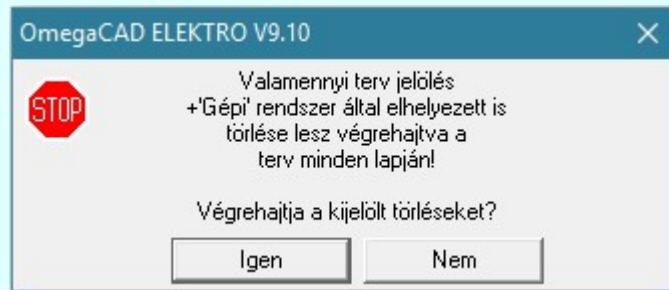 OmegaCAD ELEKTRO V9.10
STOP
Valamennyi terv jelölés
+'Gépi' rendszer által elhelyezett is
törlése lesz végrehajtva a
terv minden lapján!
Végrehajtja a kijelölt törléseket?
Igen
Nem